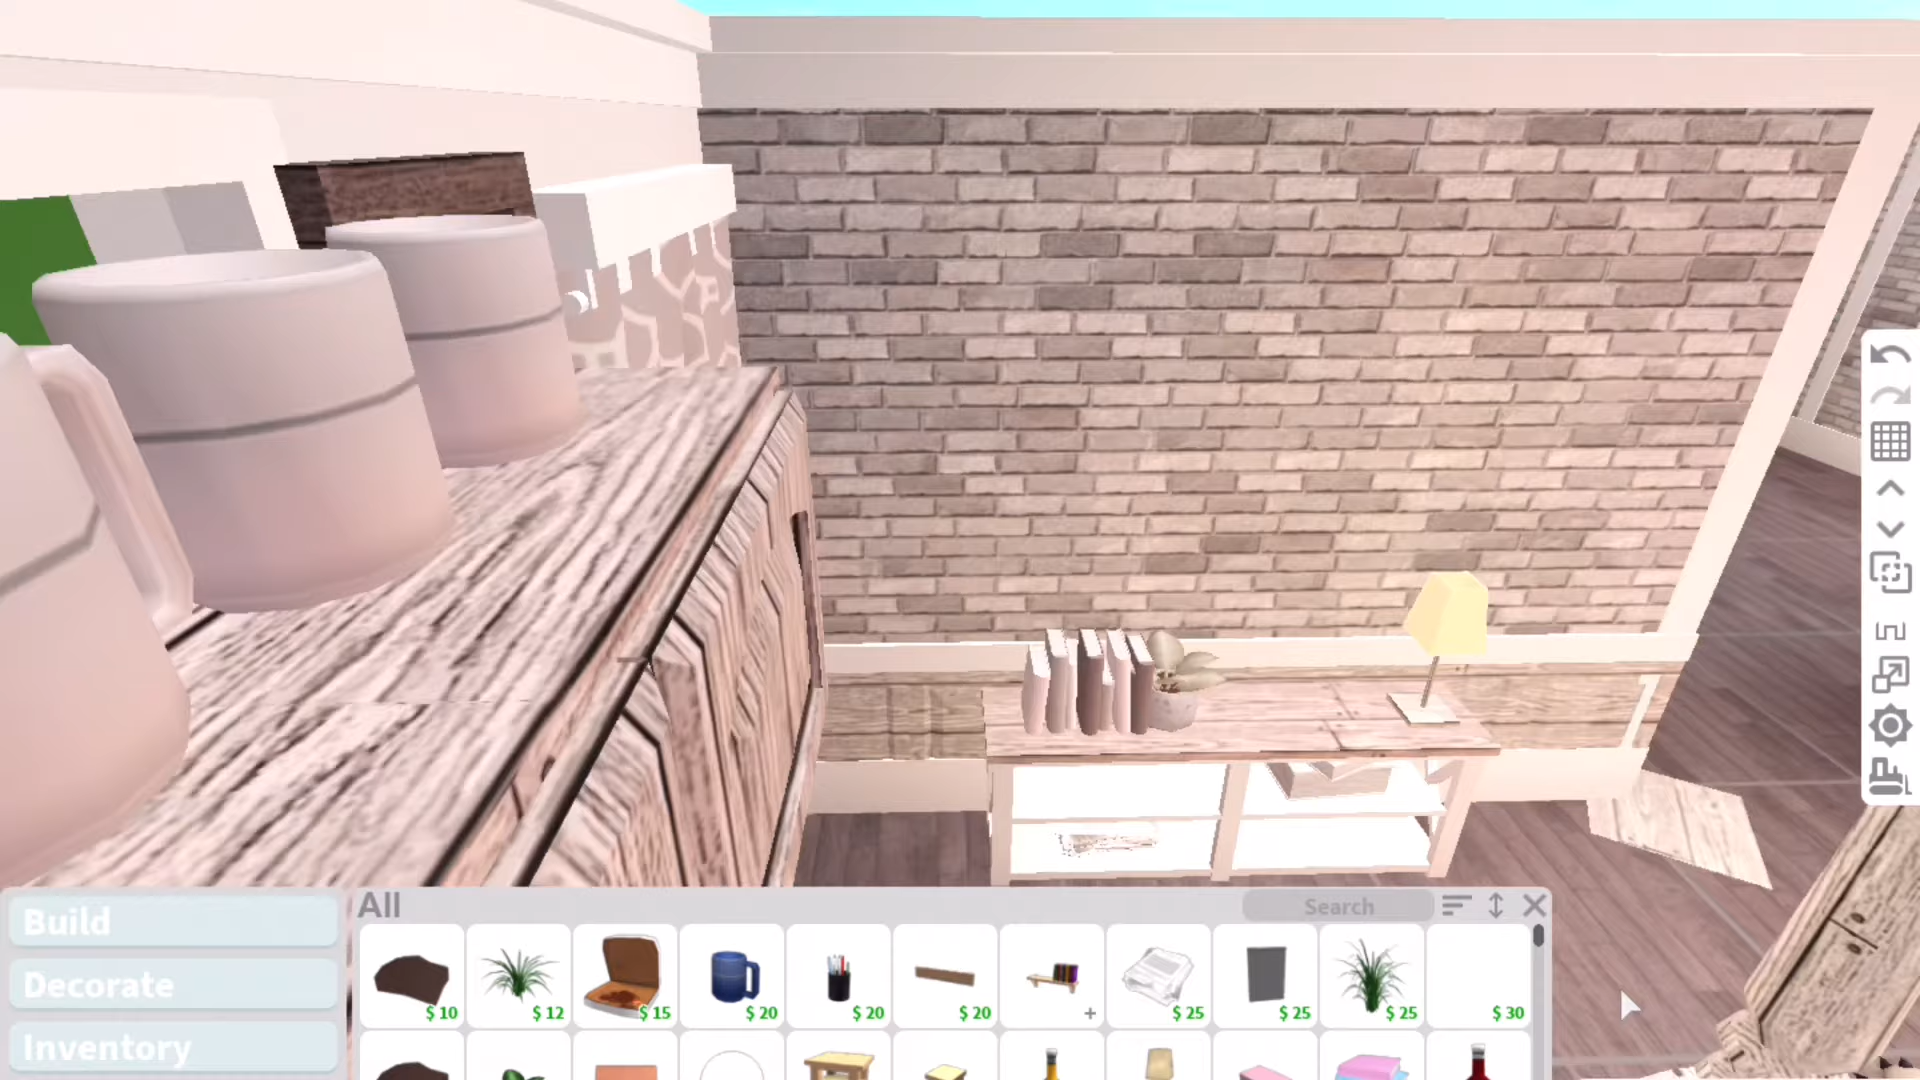 All
Search
Build
Decorate
Inventory
$ 10
$ 12
$ 15
$ 20
$ 20
$ 20
+
$ 25
$ 25
$ 25
$ 30